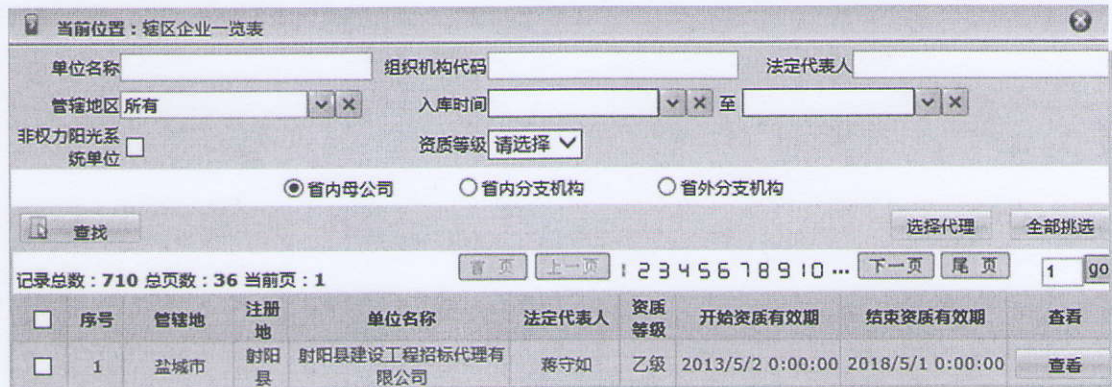 当前位置：辖区企业一览表
单位名称 组织机构代码 法定代表人
管辖地区 所有 入库时间 至
非权力阳光系
统单位 资质等级 请选择
省内母公司 省内分支机构 省外分支机构
查找 选择代理 全部挑选
记录总数：710 总页数：36 当前页：1 首 页 上一页 1 2 3 4 5 6 7 8 9 10 ... 下一页 尾 页 1 go
序号 管辖地 注册
地 单位名称 法定代表人 资质
等级 开始资质有效期 结束资质有效期 查看
1 盐城市 射阳
县 射阳县建设工程招标代理有
限公司 蒋守如 乙级 2013/5/2 0:00:00 2018/5/1 0:00:00 查看